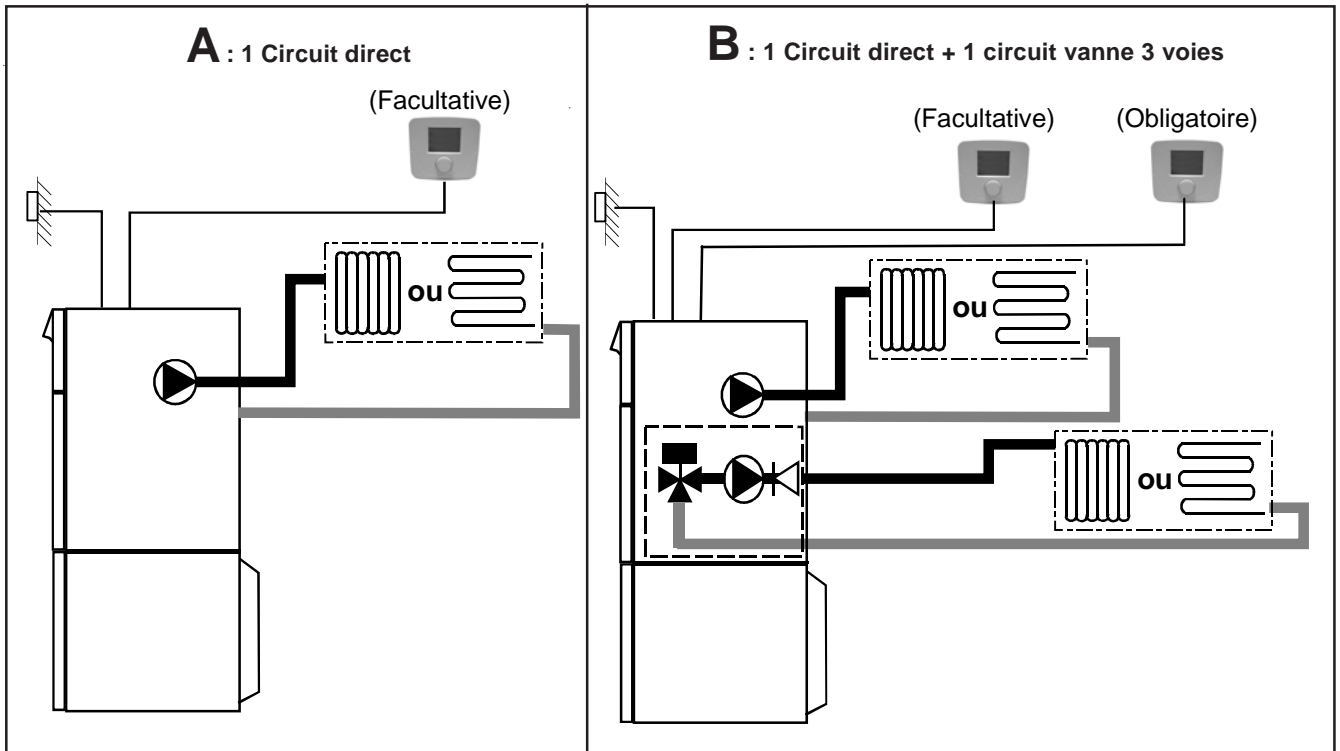 A : 1 Circuit direct
(Facultative)
ou
B : 1 Circuit direct + 1 circuit vanne 3 voies
(Facultative)
(Obligatoire)
ou
ou